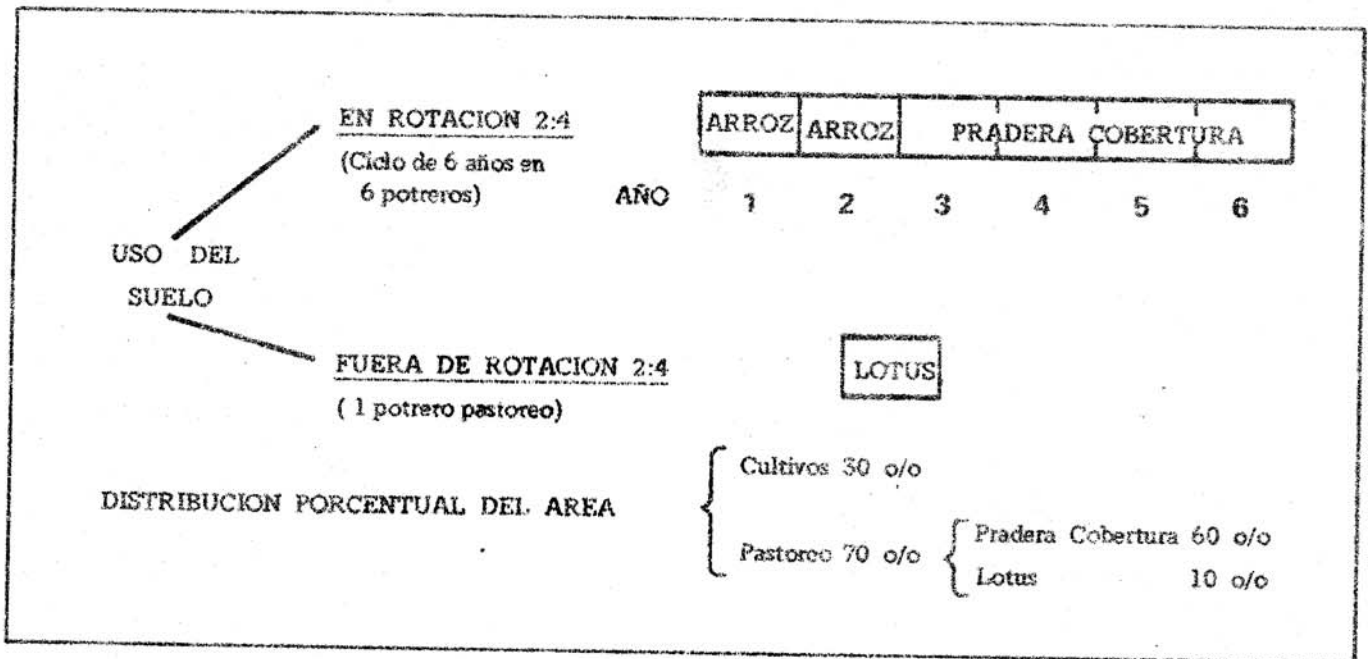 EN ROTACION 2:4
(Ciclo de 6 años en
6 potreros)
ARROZ ARROZ PRADERA COBERTURA
AÑO 1 2 3 4 5 6
USO DEL
SUELO
FUERA DE ROTACION 2:4
( 1 potrero pastoreo)
LOTUS
DISTRIBUCION PORCENTUAL DEL AREA
Cultivos 30 o/o
Pastoreo 70 o/o
Pradera Cobertura 60 o/o
Lotus 10 o/o